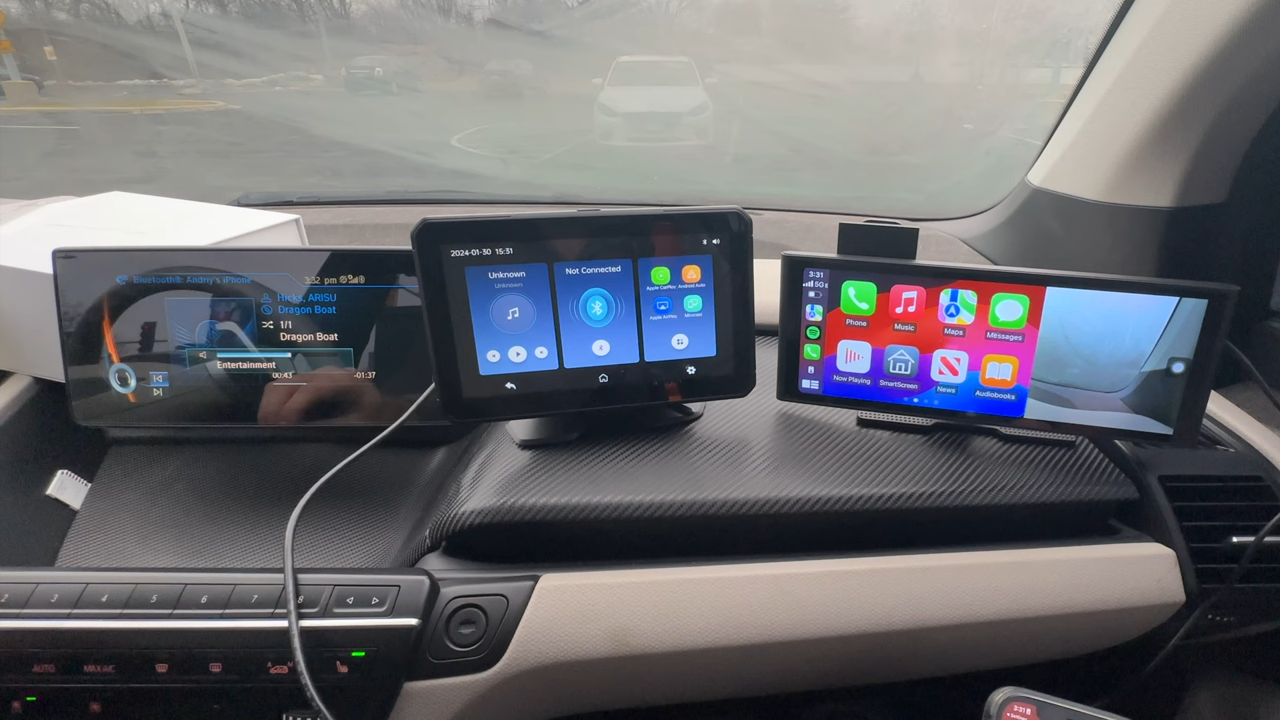 Bluetooth®: Andriy's iPhone
3:32 pm
Hicks, ARISU
Dragon Boat
1/1
Dragon Boat
Entertainment
00:43
-01:37
2024-01-30 15:31
Unknown
Unknown
Not Connected
Apple CarPlay
Android Auto
Apple AirPlay
Miracast
3:31
5G
Phone
Music
Maps
Messages
Now Playing
SmartScreen
News
Audiobooks
2 3 4 5 6 7 8
AUTO
MAX A/C
A
M
3:31